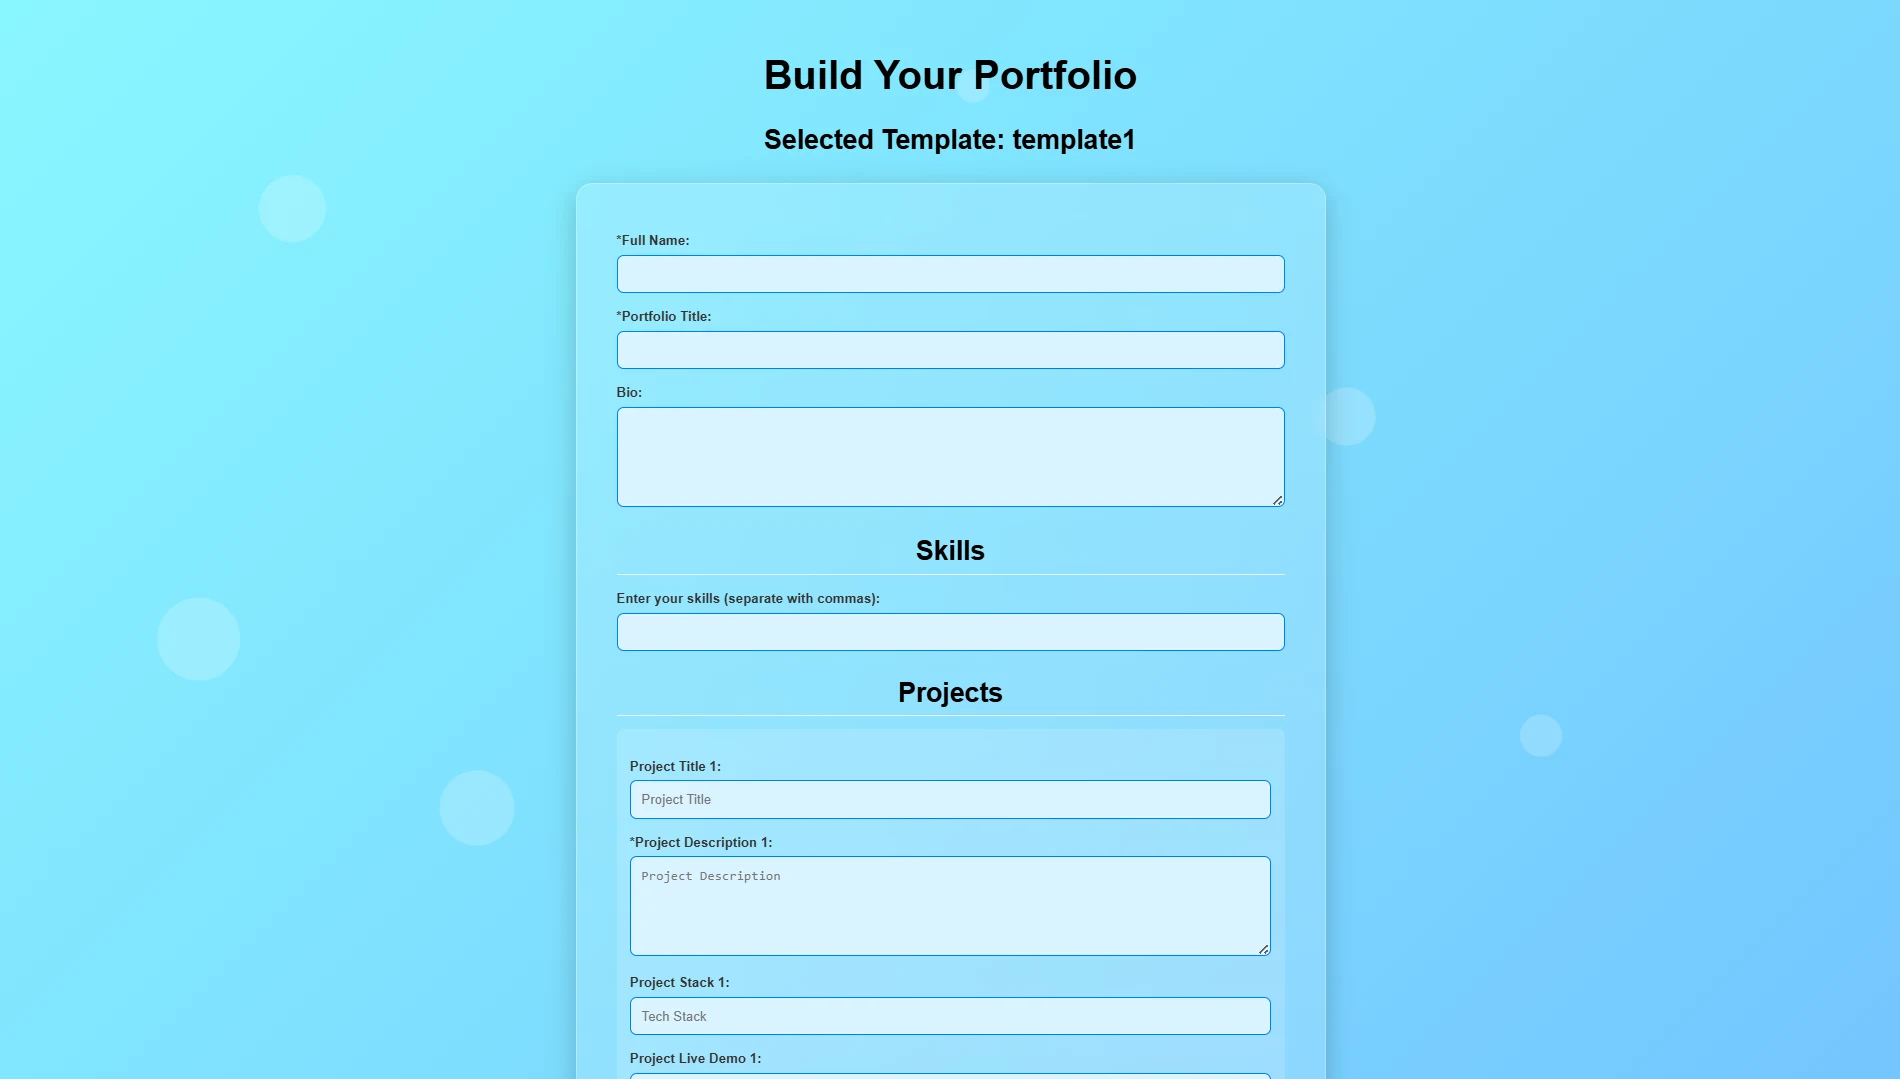 Build Your Portfolio
Selected Template: template1
*Full Name:
*Portfolio Title:
Bio:
Skills
Enter your skills (separate with commas):
Projects
Project Title 1:
Project Title
*Project Description 1:
Project Description
Project Stack 1:
Tech Stack
Project Live Demo 1: